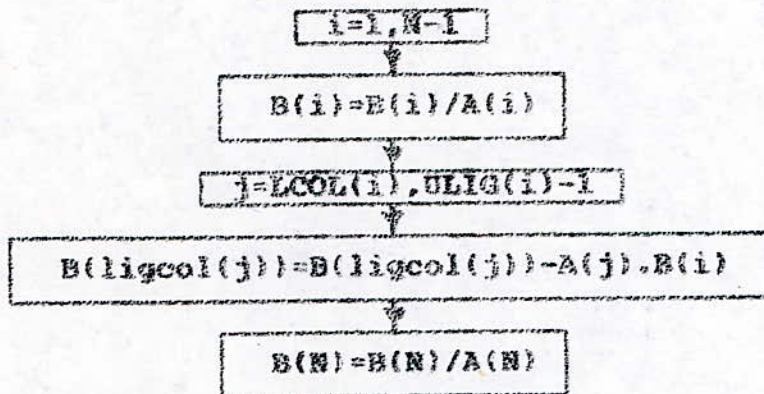 i=1,N-1
B(i)=B(i)/A(i)
j=LCOL(i),ULIG(i)-1
B(ligcol(j))=B(ligcol(j))-A(j).B(i)
B(N)=B(N)/A(N)